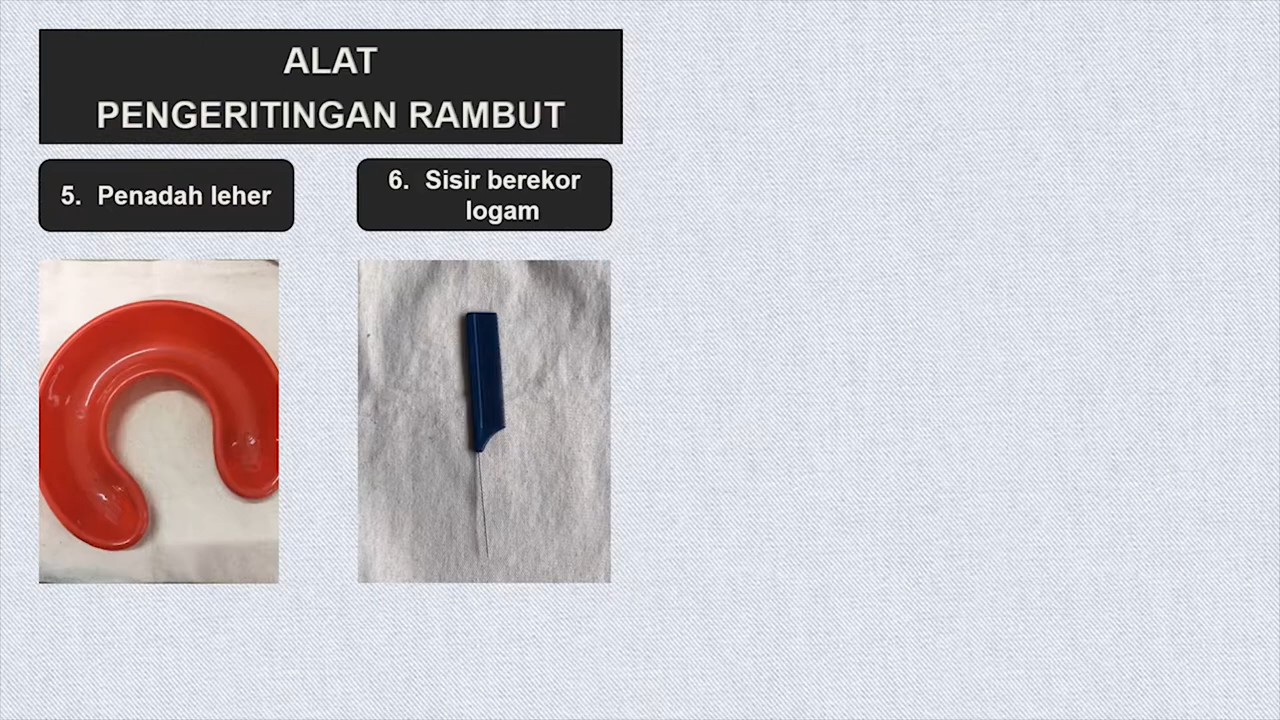 ALAT
PENGERITINGAN RAMBUT
5. Penadah leher
6. Sisir berekor
logam